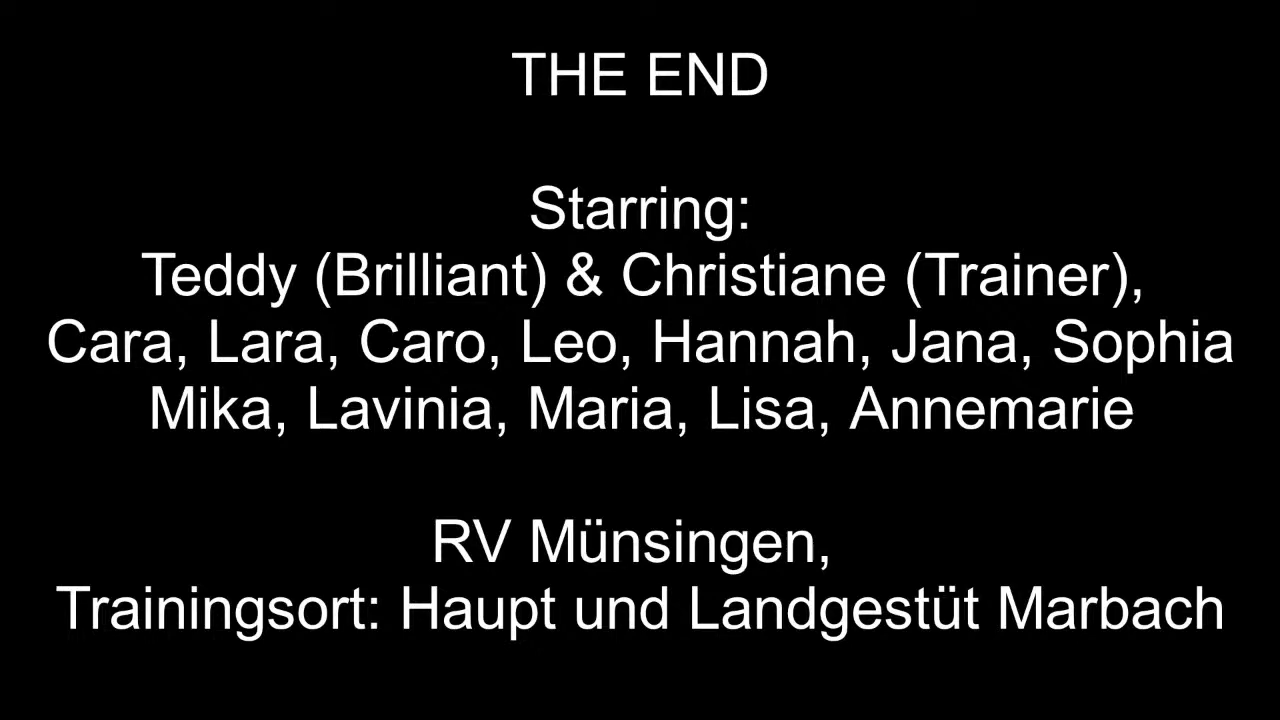 THE END
Starring:
Teddy (Brilliant) & Christiane (Trainer),
Cara, Lara, Caro, Leo, Hannah, Jana, Sophia
Mika, Lavinia, Maria, Lisa, Annemarie
RV Münsingen,
Trainingsort: Haupt und Landgestüt Marbach